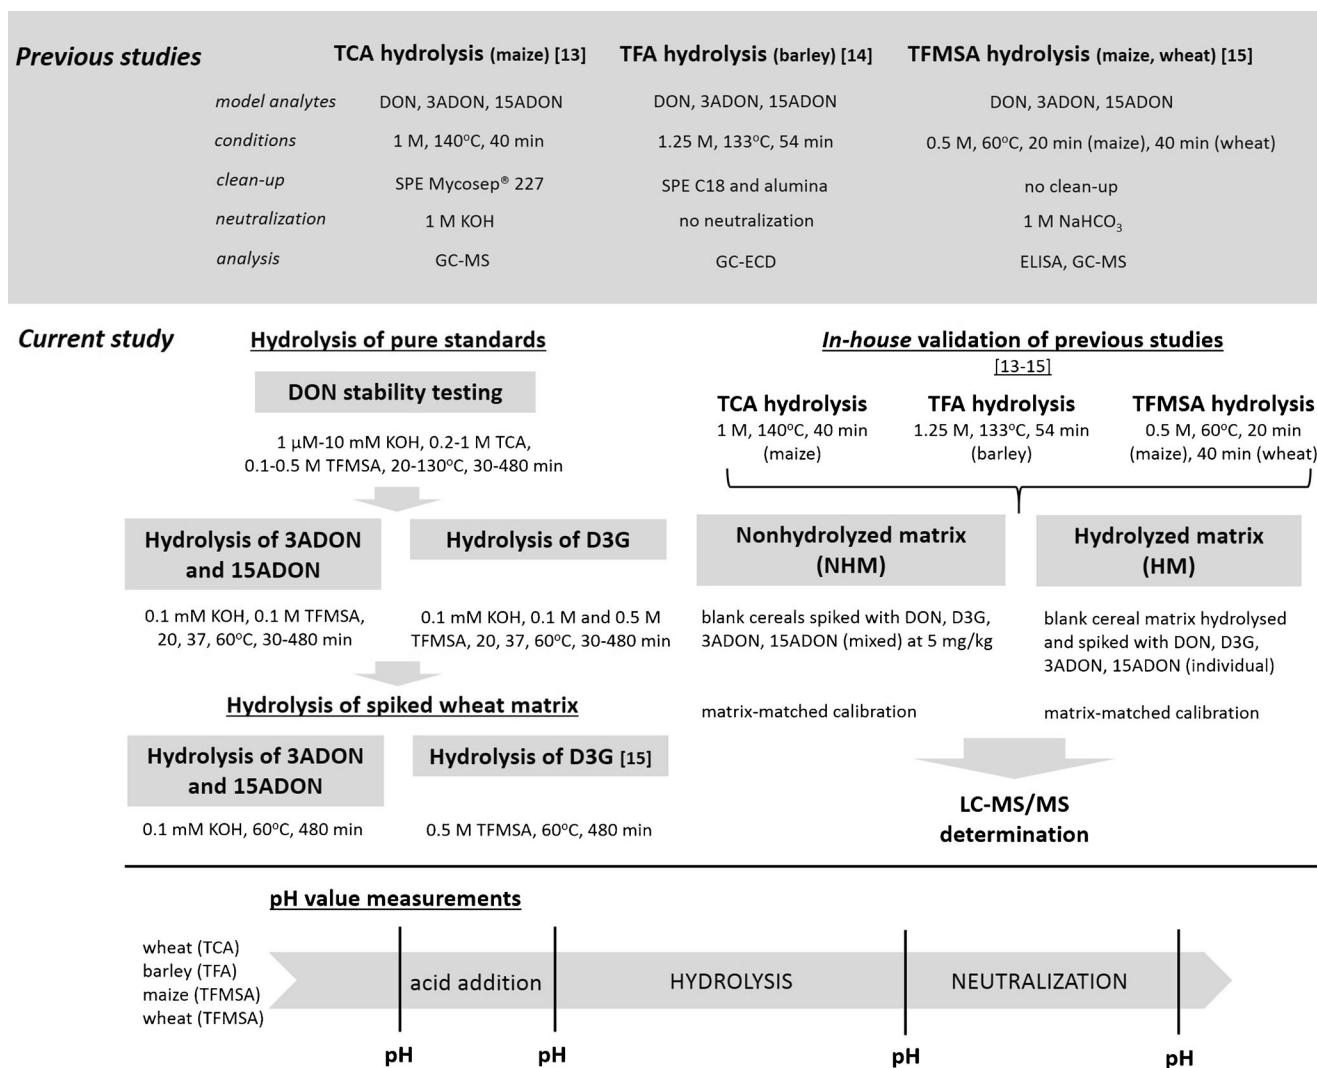 Previous studies
TCA hydrolysis (maize) [13]
TFA hydrolysis (barley) [14]
TFMSA hydrolysis (maize, wheat) [15]
model analytes
DON, 3ADON, 15ADON
DON, 3ADON, 15ADON
DON, 3ADON, 15ADON
conditions
1 M, 140°C, 40 min
1.25 M, 133°C, 54 min
0.5 M, 60°C, 20 min (maize), 40 min (wheat)
clean-up
SPE Mycosep® 227
SPE C18 and alumina
no clean-up
neutralization
1 M KOH
no neutralization
1 M NaHCO₃
analysis
GC-MS
GC-ECD
ELISA, GC-MS
Current study
Hydrolysis of pure standards
DON stability testing
1 µM-10 mM KOH, 0.2-1 M TCA,
0.1-0.5 M TFMSA, 20-130°C, 30-480 min
Hydrolysis of 3ADON
and 15ADON
0.1 mM KOH, 0.1 M TFMSA,
20, 37, 60°C, 30-480 min
Hydrolysis of D3G
0.1 mM KOH, 0.1 M and 0.5 M
TFMSA, 20, 37, 60°C, 30-480 min
Hydrolysis of spiked wheat matrix
Hydrolysis of 3ADON
and 15ADON
0.1 mM KOH, 60°C, 480 min
Hydrolysis of D3G [15]
0.5 M TFMSA, 60°C, 480 min
In-house validation of previous studies
[13-15]
TCA hydrolysis
1 M, 140°C, 40 min
(maize)
TFA hydrolysis
1.25 M, 133°C, 54 min
(barley)
TFMSA hydrolysis
0.5 M, 60°C, 20 min
(maize), 40 min (wheat)
Nonhydrolyzed matrix
(NHM)
blank cereals spiked with DON, D3G,
3ADON, 15ADON (mixed) at 5 mg/kg
matrix-matched calibration
Hydrolyzed matrix
(HM)
blank cereal matrix hydrolysed
and spiked with DON, D3G,
3ADON, 15ADON (individual)
matrix-matched calibration
LC-MS/MS
determination
pH value measurements
wheat (TCA)
barley (TFA)
maize (TFMSA)
wheat (TFMSA)
acid addition
HYDROLYSIS
NEUTRALIZATION
pH
pH
pH
pH